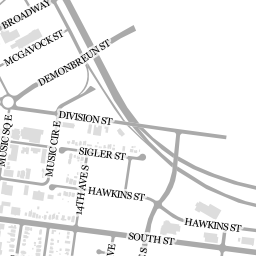 BROADWAY
MCGAVOCK ST
DEMONBREUN ST
DIVISION ST
MUSIC SQ E
MUSIC CIR E
SIGLER ST
14TH AVE S
HAWKINS ST
HAWKINS ST
SOUTH ST
VE
E S